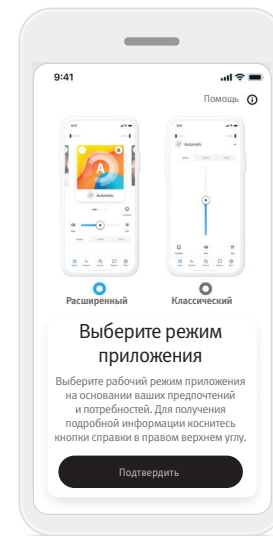 9:41
Помощь
Automatic
Automatic
A
Расширенный
Классический
Выберите режим
приложения
Выберите рабочий режим приложения
на основании ваших предпочтений
и потребностей. Для получения
подробной информации коснитесь
кнопки справки в правом верхнем углу.
Подтвердить